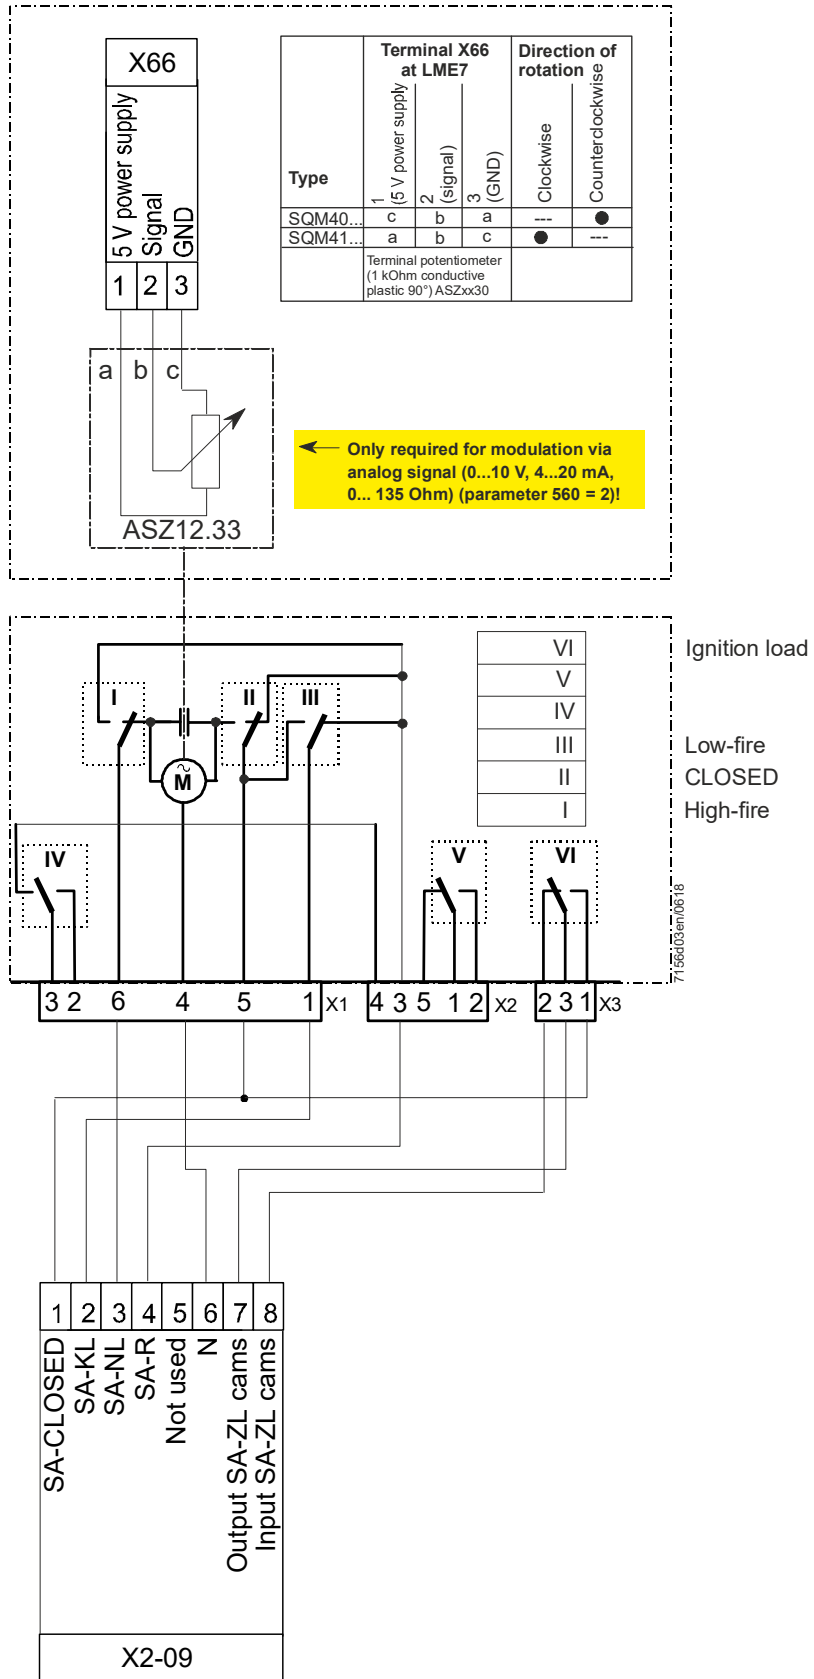 X66
5 V power supply
Signal
GND
1 2 3
Terminal X66
at LME7
Direction of
rotation
Type
1
(5 V power supply
2
(signal)
3
(GND)
Clockwise
Counterclockwise
SQM40... c b a --- ●
SQM41... a b c ● ---
Terminal potentiometer
(1 kOhm conductive
plastic 90°) ASZxx30
a b c
ASZ12.33
Only required for modulation via
analog signal (0...10 V, 4...20 mA,
0... 135 Ohm) (parameter 560 = 2)!
I II III
M
~
VI Ignition load
V
IV
III Low-fire
II CLOSED
I High-fire
IV V VI
7156d03en/0618
3 2 6 4 5 1 X1 4 3 5 1 2 X2 2 3 1 X3
1 2 3 4 5 6 7 8
SA-CLOSED
SA-KL
SA-NL
SA-R
Not used
N
Output SA-ZL cams
Input SA-ZL cams
X2-09